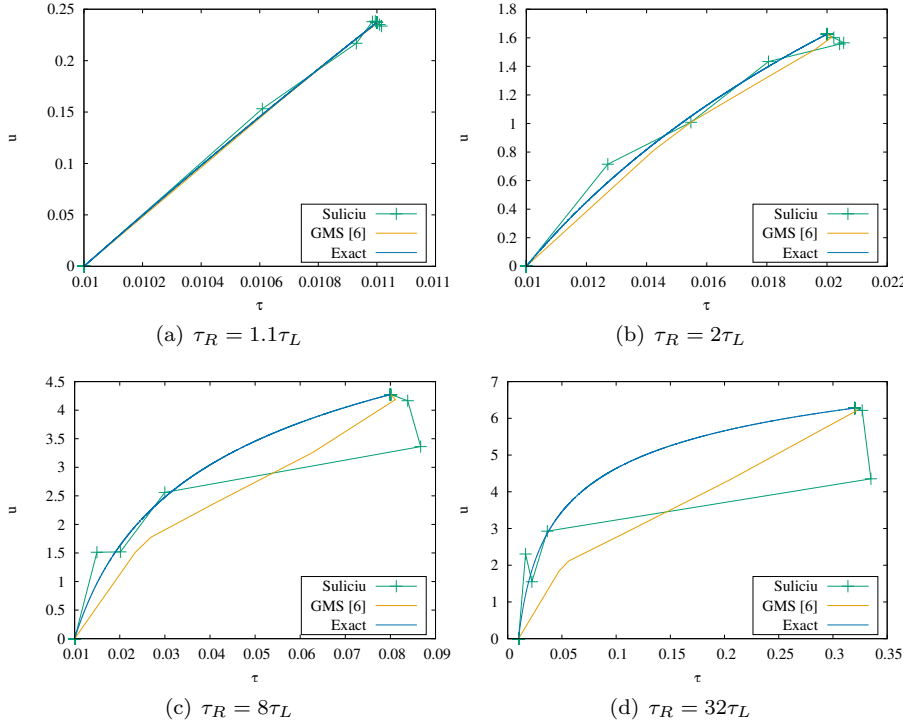 0.25
0.2
0.15
0.1
0.05
0
u
0.01 0.0102 0.0104 0.0106 0.0108 0.011 0.0112
τ
Suliciu
GMS [6]
Exact
(a) τ_R = 1.1τ_L
1.8
1.6
1.4
1.2
1
0.8
0.6
0.4
0.2
0
u
0.01 0.012 0.014 0.016 0.018 0.02 0.022
τ
Suliciu
GMS [6]
Exact
(b) τ_R = 2τ_L
4.5
4
3.5
3
2.5
2
1.5
1
0.5
0
u
0.01 0.02 0.03 0.04 0.05 0.06 0.07 0.08 0.09
τ
Suliciu
GMS [6]
Exact
(c) τ_R = 8τ_L
7
6
5
4
3
2
1
0
u
0 0.05 0.1 0.15 0.2 0.25 0.3 0.35
τ
Suliciu
GMS [6]
Exact
(d) τ_R = 32τ_L